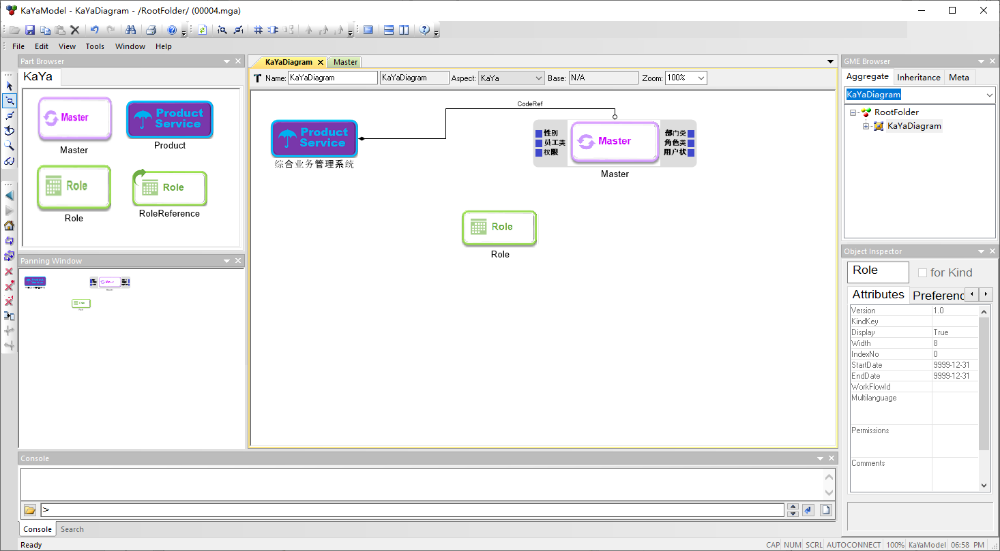 KaYaModel - KaYaDiagram - /RootFolder/ (00004.mga)
File Edit View Tools Window Help
Part Browser
KaYa
Master
Master
Product
Service
Product
Role
Role
Role
RoleReference
Panning Window
KaYaDiagram
Master
Name: KaYaDiagram KaYaDiagram Aspect: KaYa Base: N/A Zoom: 100%
CodeRef
Product
Service
综合业务管理系统
性别
员工类
权限
Master
部门类
角色类
用户状
Master
Role
Role
GME Browser
Aggregate Inheritance Meta
KaYaDiagram
RootFolder
KaYaDiagram
Object Inspector
Role for Kind
Attributes Preferenc
Version 1.0
KindKey
Display True
Width 8
IndexNo 0
StartDate 9999-12-31
EndDate 9999-12-31
WorkFlowId
Multilanguage
Permissions
Comments
Console
>
Console Search
Ready
CAP NUM SCRL AUTOCONNECT 100% KaYaModel 06:58 PM